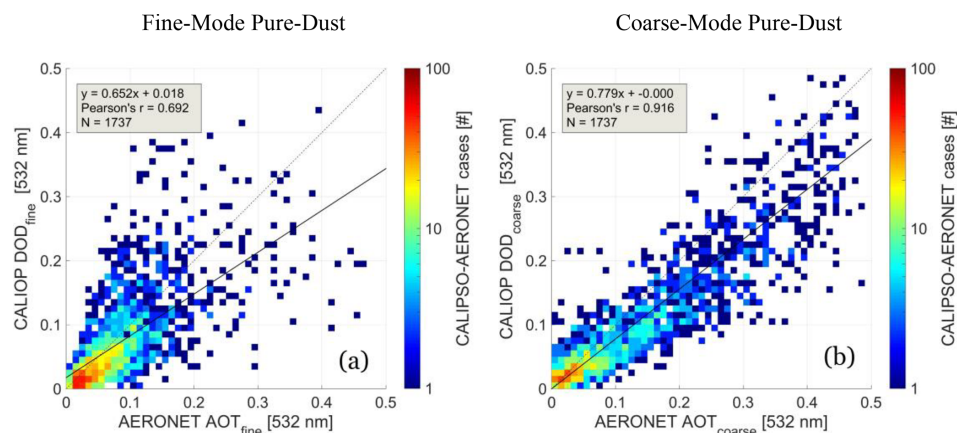 Fine-Mode Pure-Dust
Coarse-Mode Pure-Dust
y = 0.652x + 0.018
Pearson's r = 0.692
N = 1737
(a)
0.5
0.4
0.3
0.2
0.1
0
0
0.1
0.2
0.3
0.4
0.5
CALIOP DOD_fine [532 nm]
AERONET AOT_fine [532 nm]
100
10
1
CALIPSO-AERONET cases [#]
y = 0.779x + -0.000
Pearson's r = 0.916
N = 1737
(b)
0.5
0.4
0.3
0.2
0.1
0
0
0.1
0.2
0.3
0.4
0.5
CALIOP DOD_coarse [532 nm]
AERONET AOT_coarse [532 nm]
100
10
1
CALIPSO-AERONET cases [#]